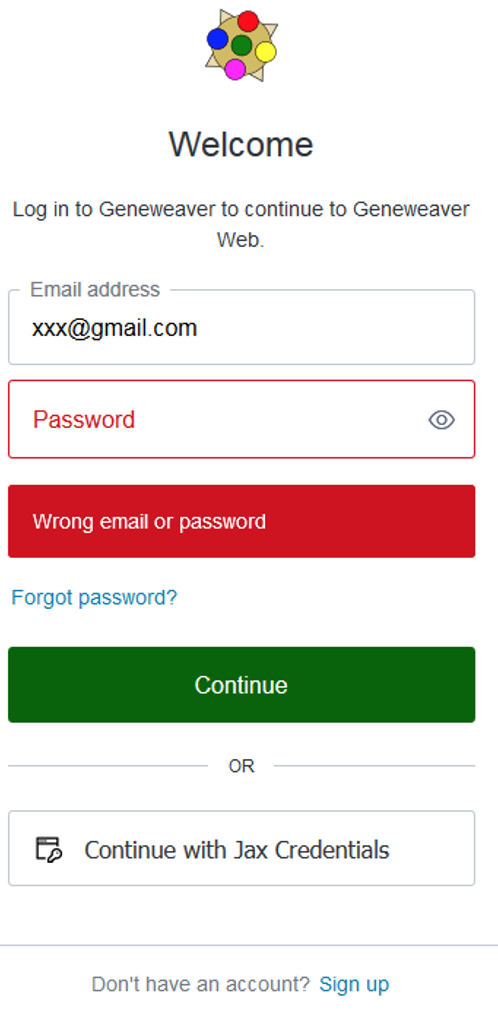 Welcome
Log in to Geneweaver to continue to Geneweaver
Web.
Email address
xxx@gmail.com
Password
Wrong email or password
Forgot password?
Continue
OR
Continue with Jax Credentials
Don't have an account? Sign up